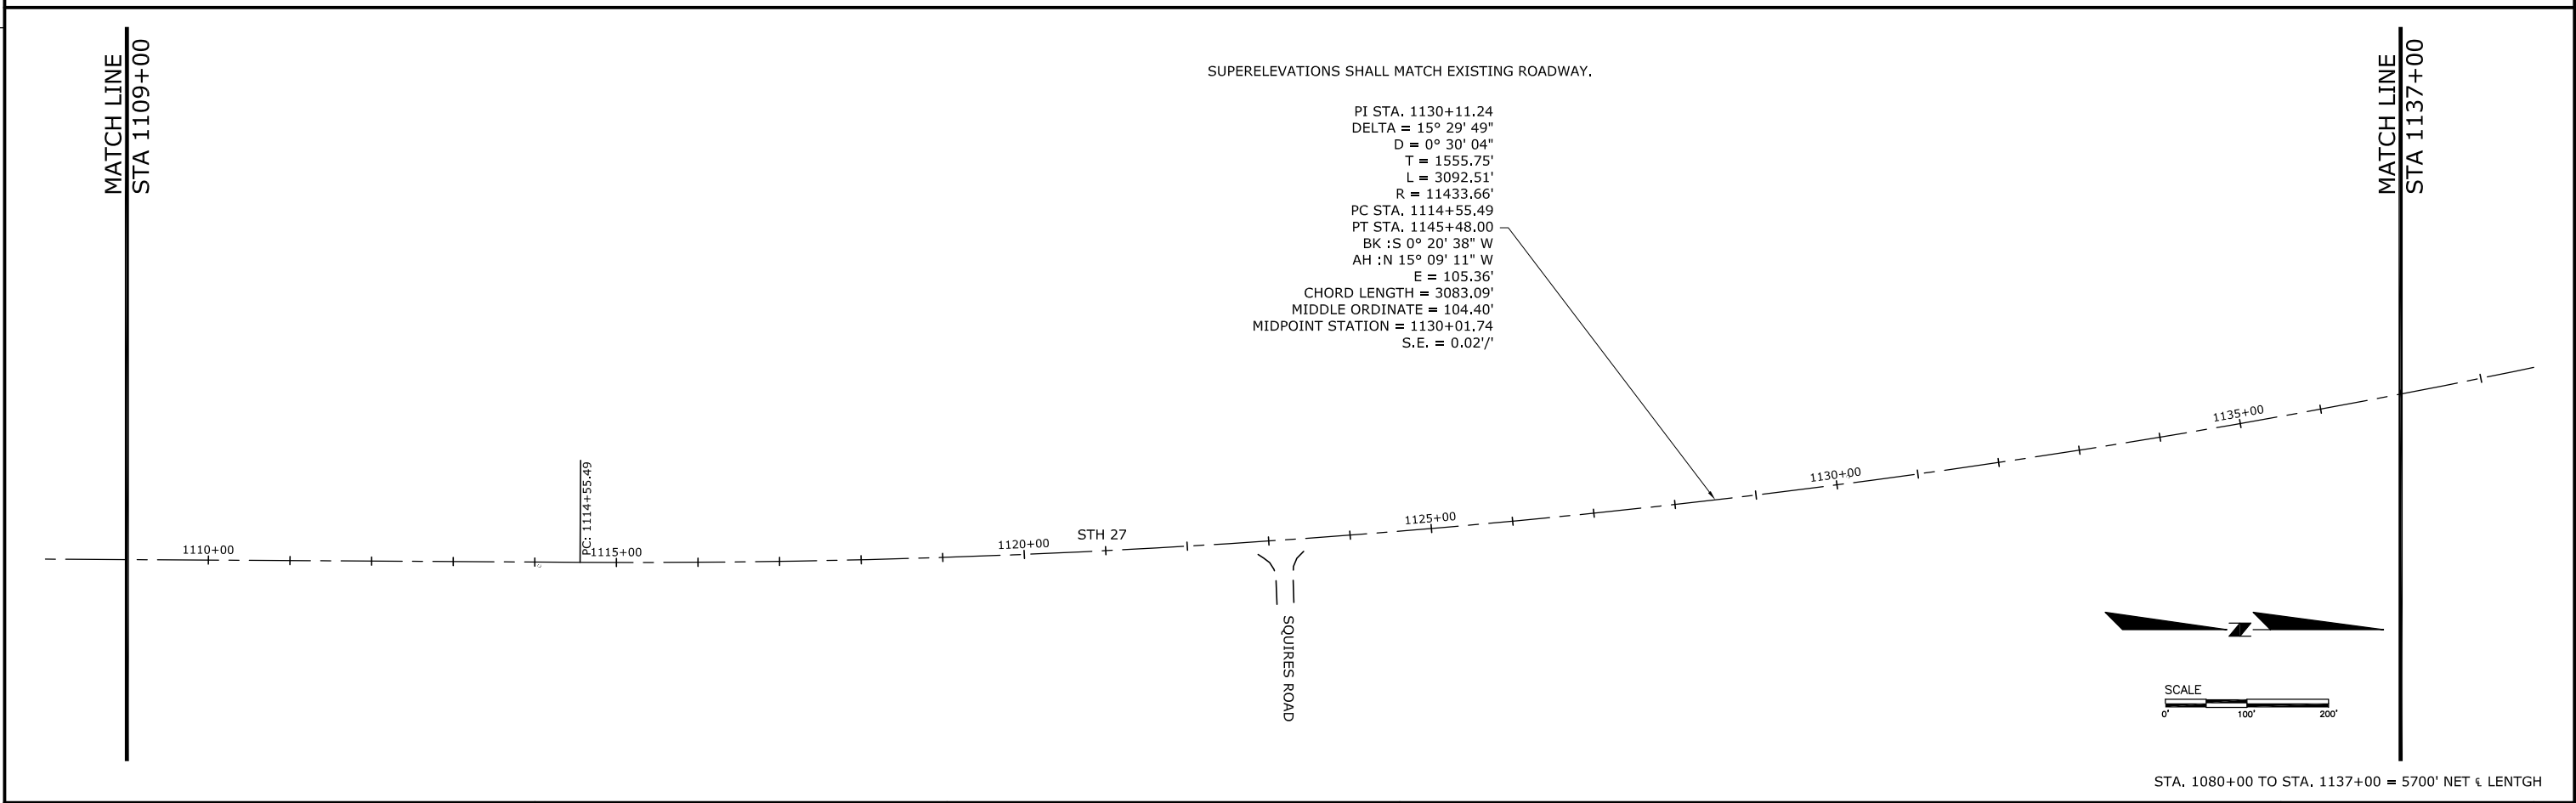 MATCH LINE
STA 1109+00
SUPERELEVATIONS SHALL MATCH EXISTING ROADWAY.
PI STA. 1130+11.24
DELTA = 15° 29' 49"
D = 0° 30' 04"
T = 1555.75'
L = 3092.51'
R = 11433.66'
PC STA. 1114+55.49
PT STA. 1145+48.00
BK :S 0° 20' 38" W
AH :N 15° 09' 11" W
E = 105.36'
CHORD LENGTH = 3083.09'
MIDDLE ORDINATE = 104.40'
MIDPOINT STATION = 1130+01.74
S.E. = 0.02'/'
MATCH LINE
STA 1137+00
1110+00
PC: 1114+55.49
1115+00
1120+00
STH 27
1125+00
1130+00
1135+00
SQUIRES ROAD
N
SCALE
0' 100' 200'
STA. 1080+00 TO STA. 1137+00 = 5700' NET ℄ LENTGH